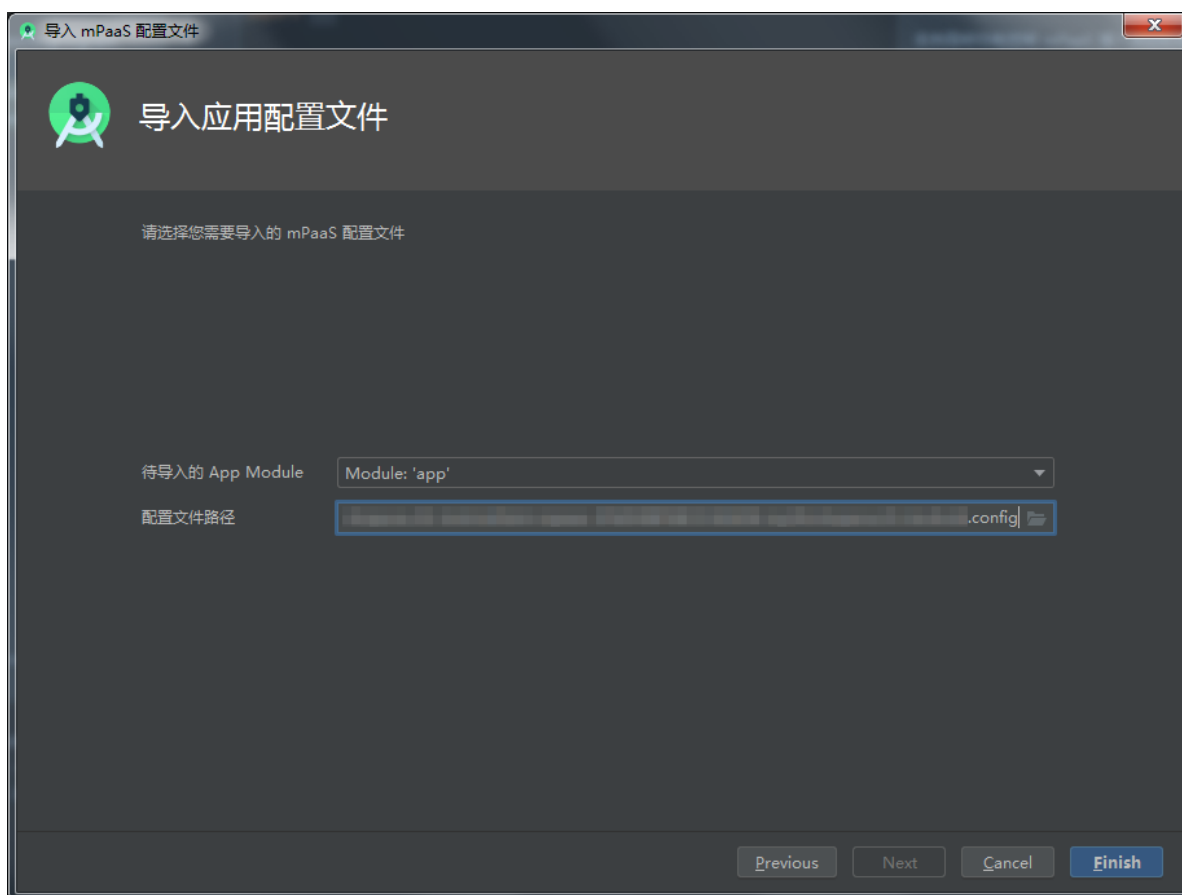 导入 mPaaS 配置文件
导入应用配置文件
请选择您需要导入的 mPaaS 配置文件
待导入的 App Module
Module: 'app'
配置文件路径
.config
Previous
Next
Cancel
Finish